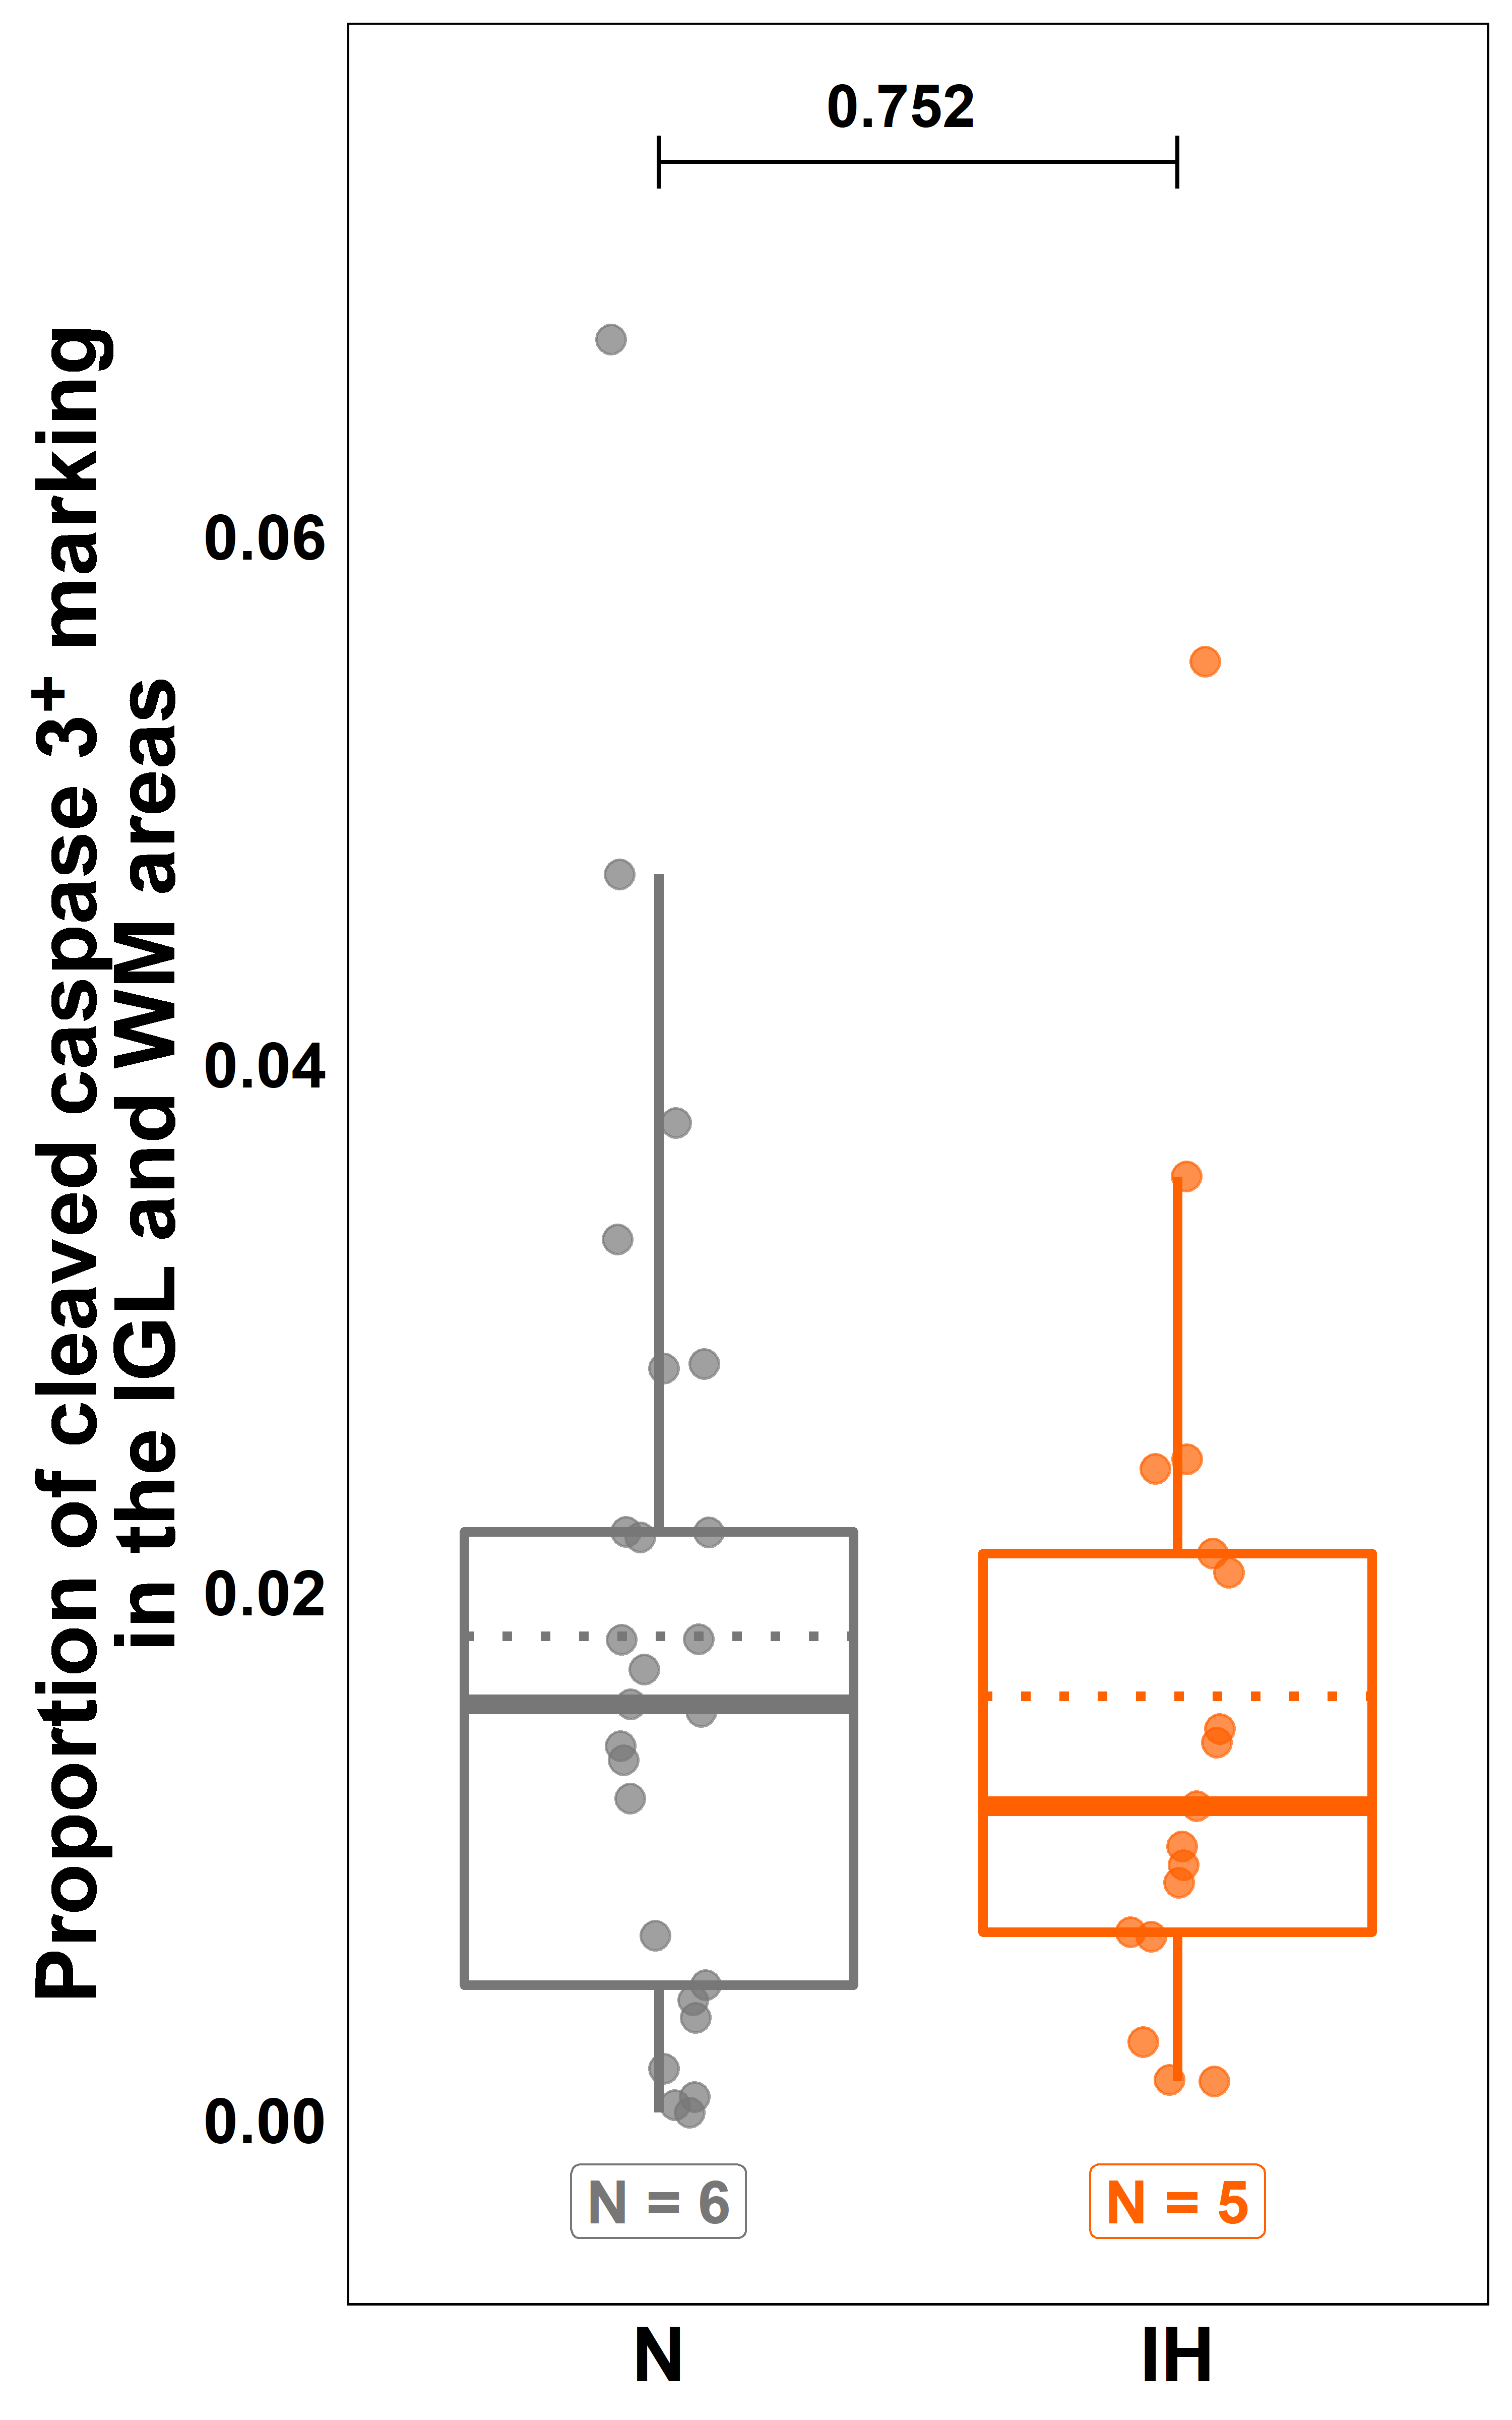 Proportion of cleaved caspase 3⁺ marking
in the IGL and WM areas
0.752
0.06
0.04
0.02
0.00
N = 6
N = 5
N
IH